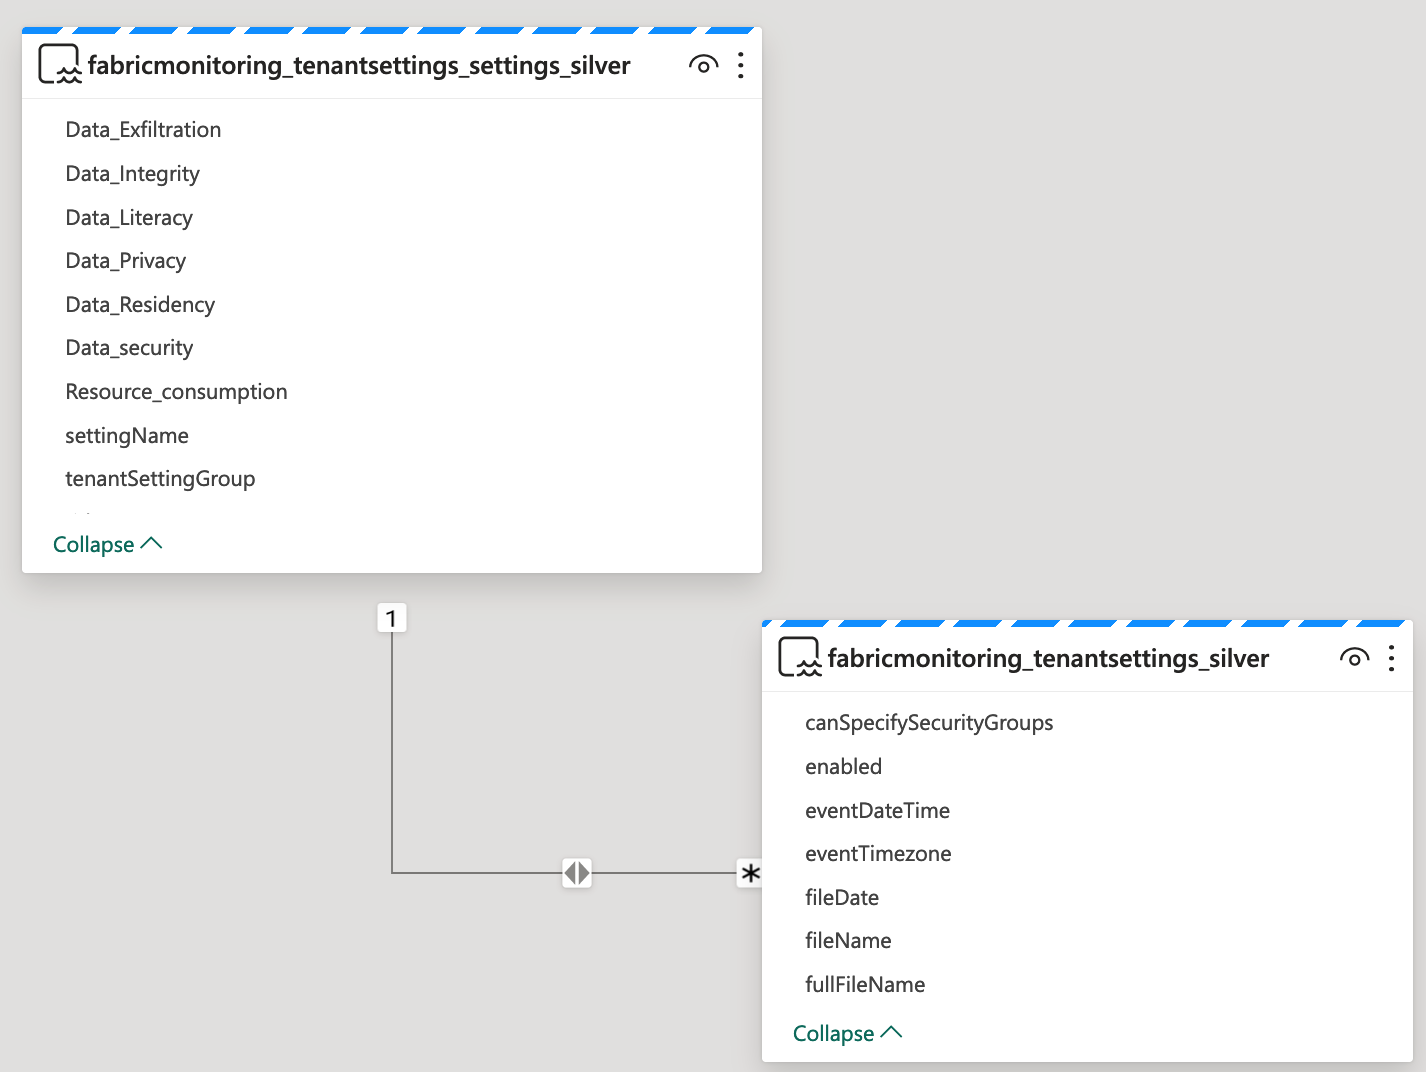 fabricmonitoring_tenantsettings_settings_silver
Data_Exfiltration
Data_Integrity
Data_Literacy
Data_Privacy
Data_Residency
Data_security
Resource_consumption
settingName
tenantSettingGroup
Collapse
1
*
fabricmonitoring_tenantsettings_silver
canSpecifySecurityGroups
enabled
eventDateTime
eventTimezone
fileDate
fileName
fullFileName
Collapse